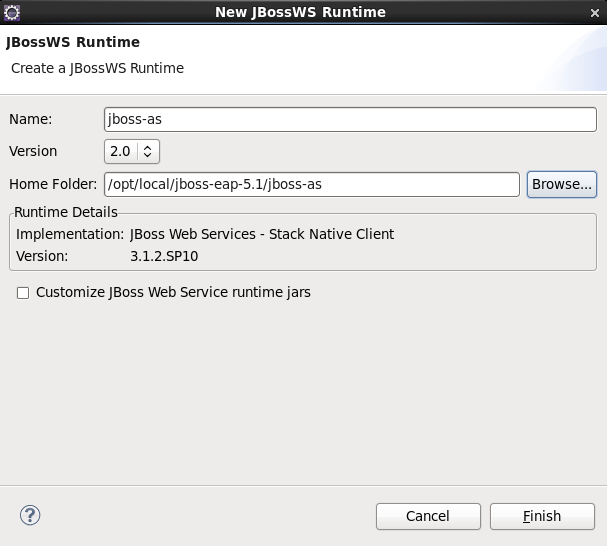 New JBossWS Runtime
JBossWS Runtime
Create a JBossWS Runtime
Name: jboss-as
Version 2.0
Home Folder: /opt/local/jboss-eap-5.1/jboss-as Browse...
Runtime Details
Implementation: JBoss Web Services - Stack Native Client
Version: 3.1.2.SP10
Customize JBoss Web Service runtime jars
? Cancel Finish